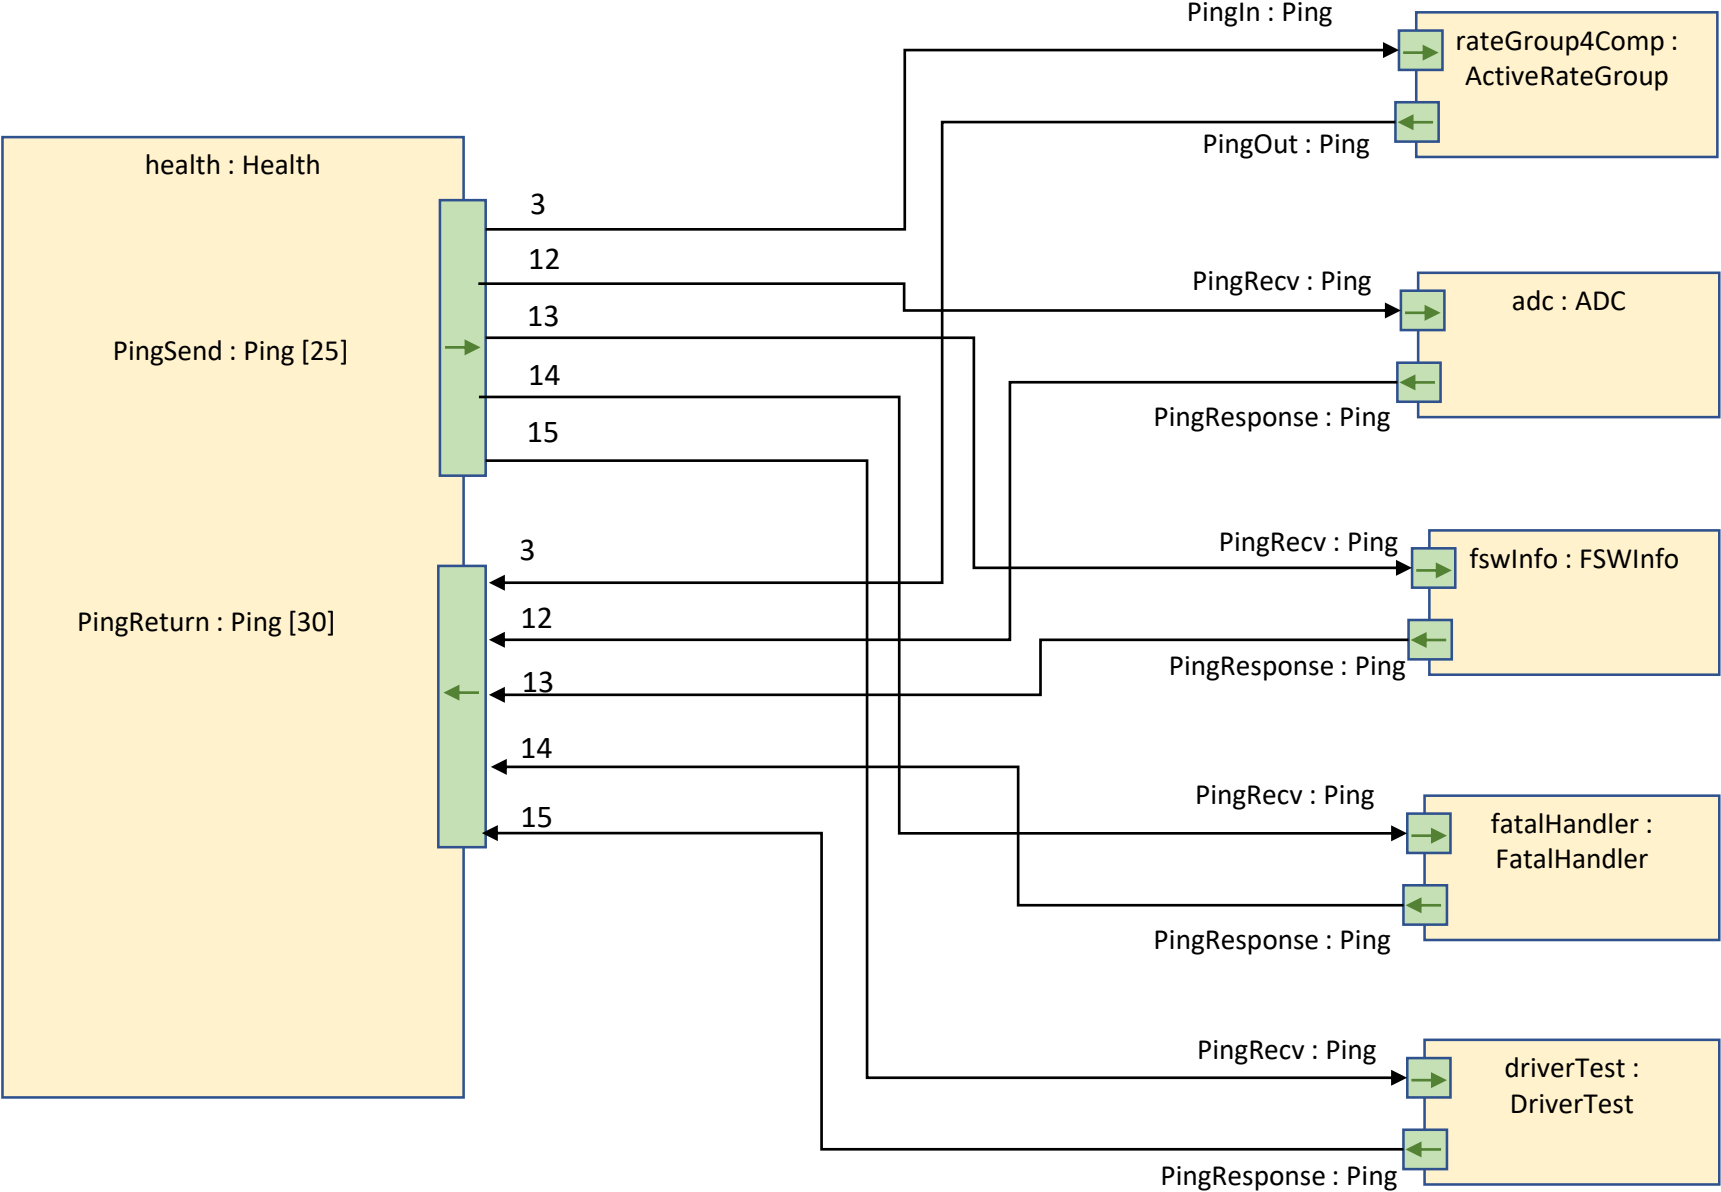 PingIn : Ping
rateGroup4Comp :
ActiveRateGroup
PingOut : Ping
health : Health
3
12
PingRecv : Ping
adc : ADC
13
PingSend : Ping [25]
14
PingResponse : Ping
15
3
PingRecv : Ping
fswInfo : FSWInfo
12
PingReturn : Ping [30]
PingResponse : Ping
13
14
PingRecv : Ping
15
fatalHandler :
FatalHandler
PingResponse : Ping
PingRecv : Ping
driverTest :
DriverTest
PingResponse : Ping